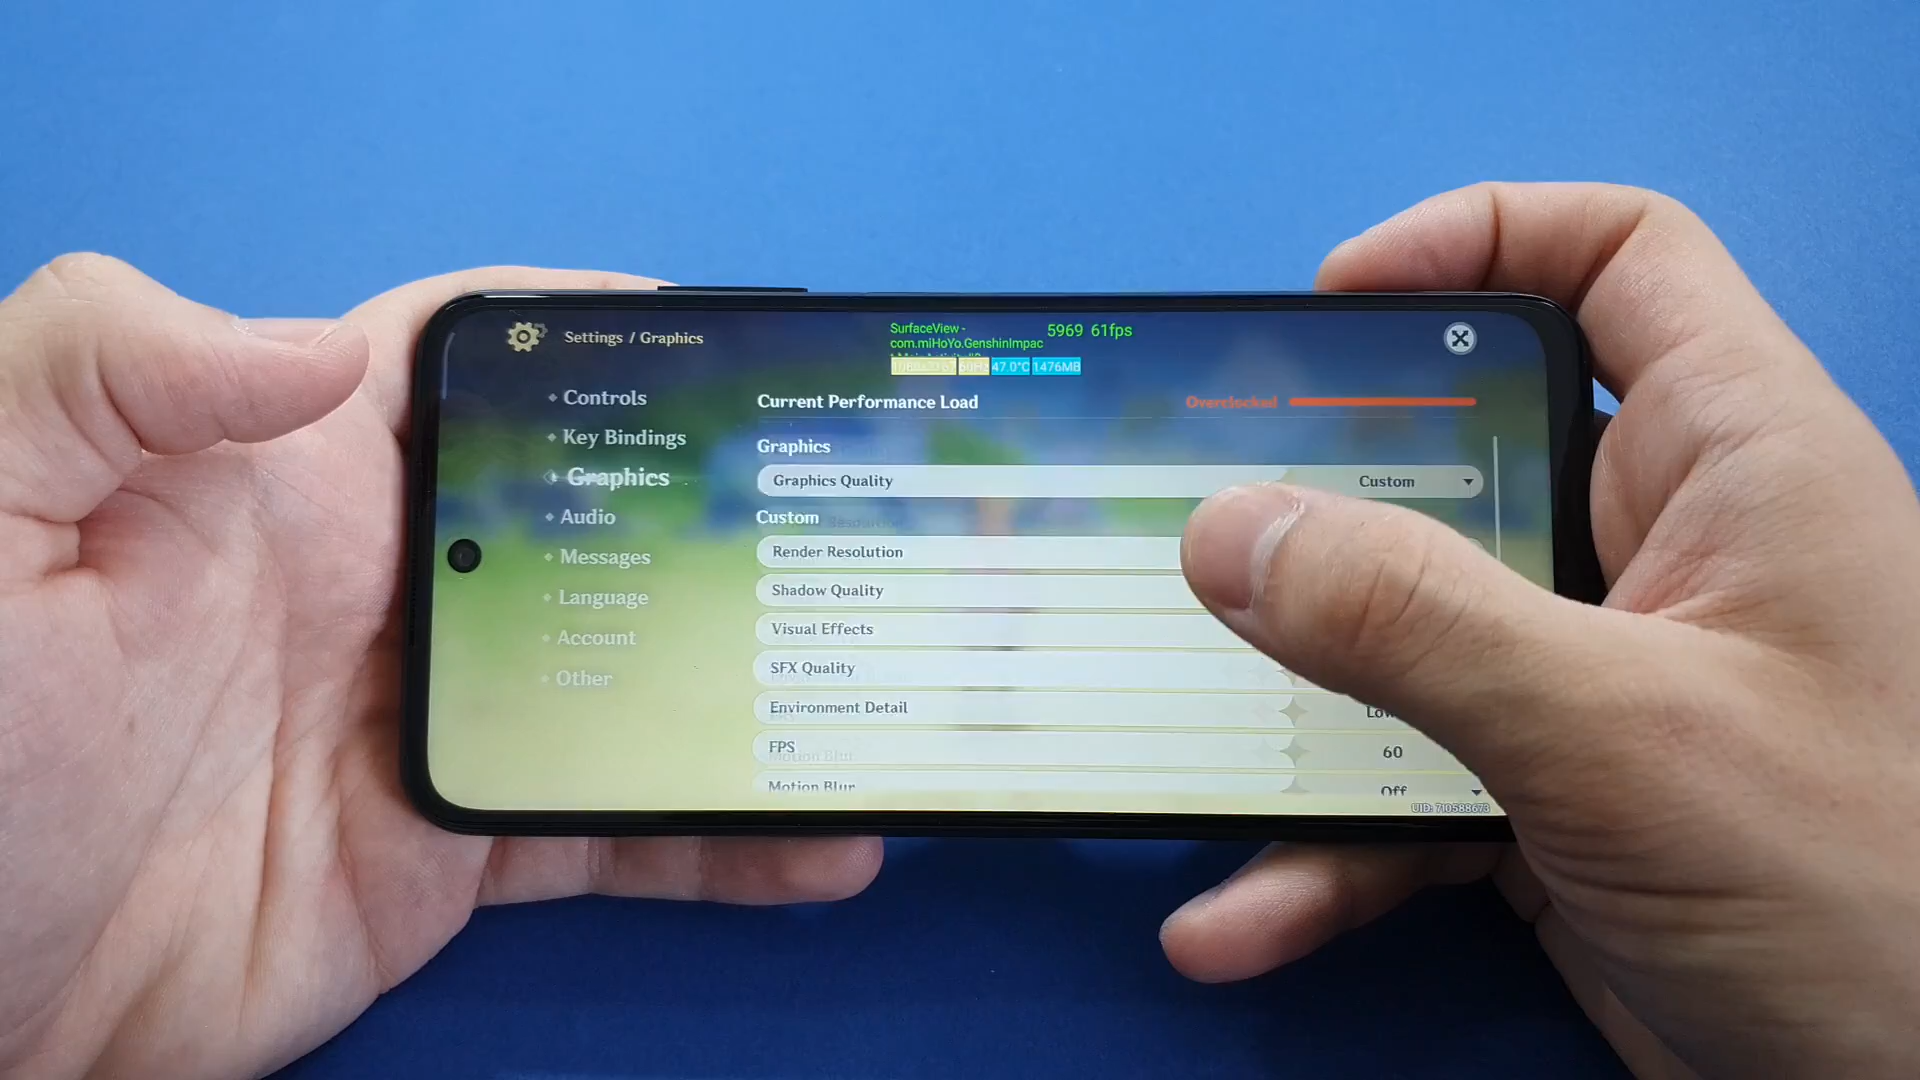 Settings / Graphics
SurfaceView -
com.miHoYo.GenshinImpac
5969 61fps
47.0°C 1476MB
Controls
Key Bindings
Graphics
Audio
Messages
Language
Account
Other
Current Performance Load
Overclocked
Graphics
Graphics Quality
Custom
Custom
Render Resolution
Shadow Quality
Visual Effects
SFX Quality
Environment Detail
FPS
60
Motion Blur
Off
UID: 710588673